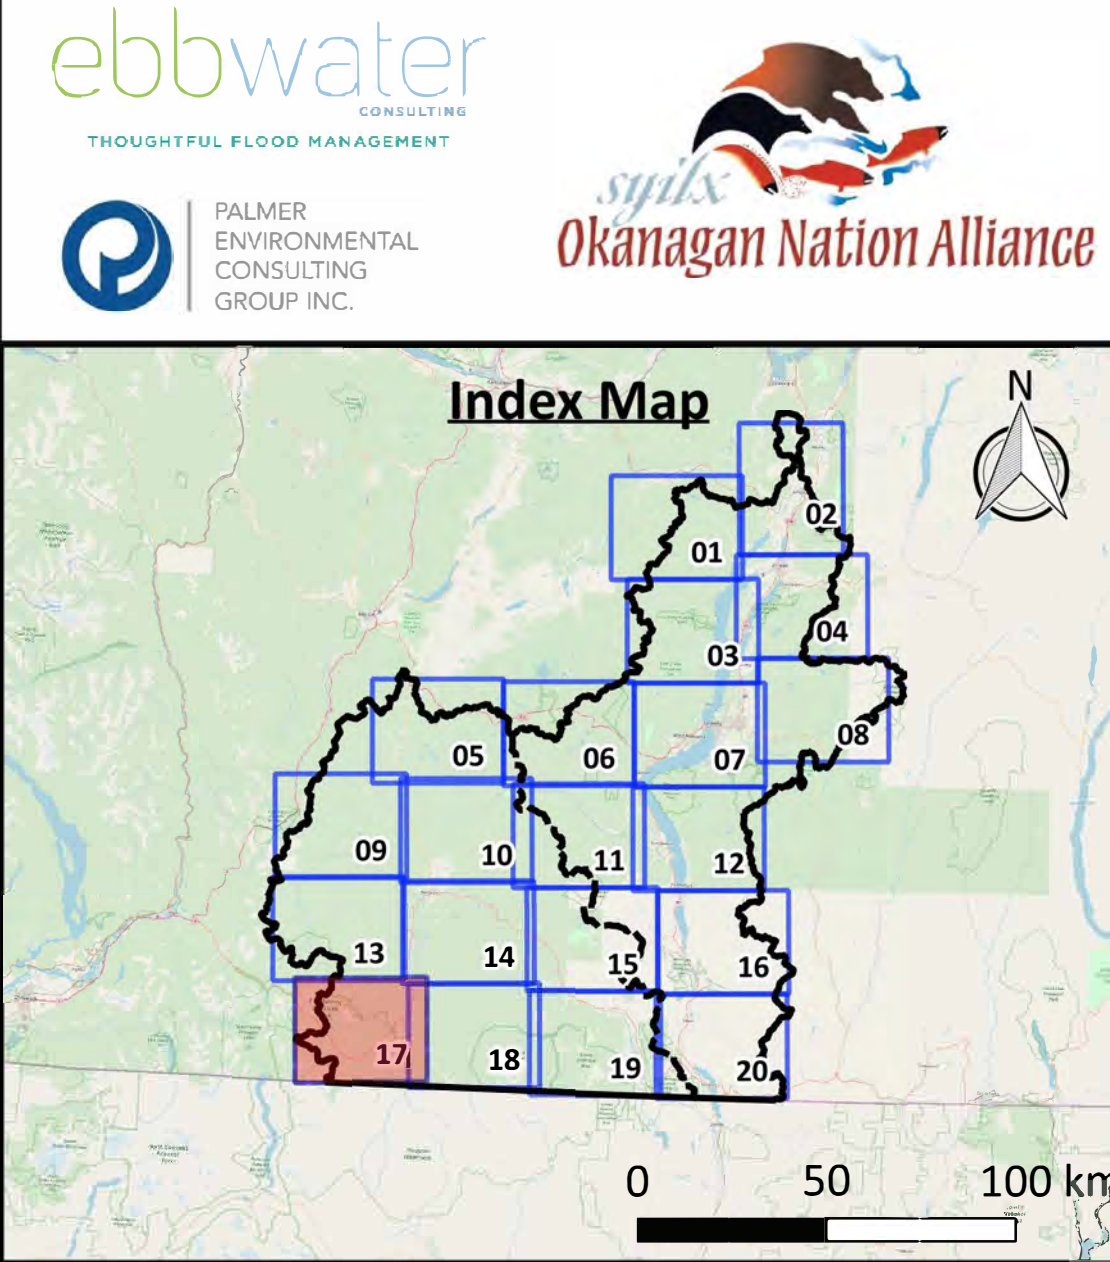 ebbwater
CONSULTING
THOUGHTFUL FLOOD MANAGEMENT
PALMER
ENVIRONMENTAL
CONSULTING
GROUP INC.
syilx
Okanagan Nation Alliance
Index Map
N
02
01
04
03
08
05
06
07
09
10
11
12
13
14
15
16
17
18
19
20
0 50 100 km